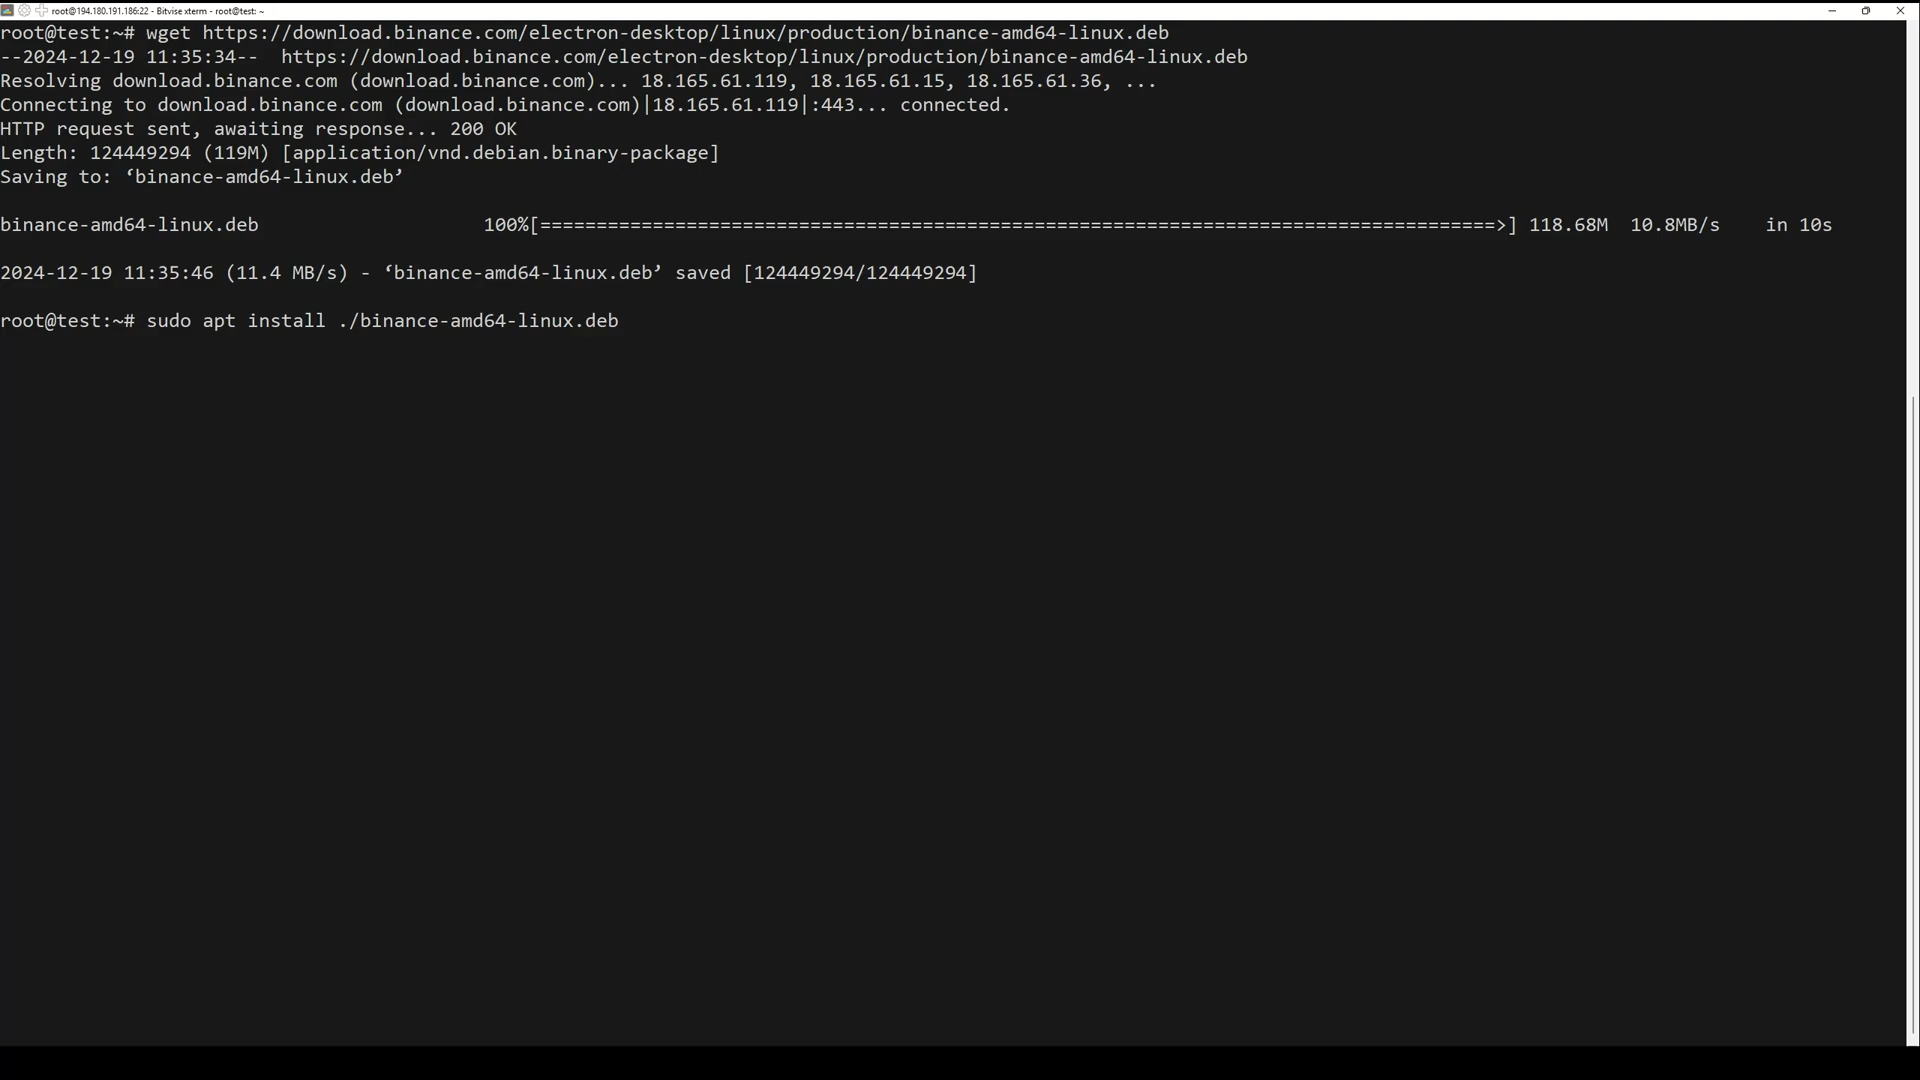 root@194.180.191.186:22 - Bitvise xterm - root@test: ~
root@test:~# wget https://download.binance.com/electron-desktop/linux/production/binance-amd64-linux.deb
--2024-12-19 11:35:34--  https://download.binance.com/electron-desktop/linux/production/binance-amd64-linux.deb
Resolving download.binance.com (download.binance.com)... 18.165.61.119, 18.165.61.15, 18.165.61.36, ...
Connecting to download.binance.com (download.binance.com)|18.165.61.119|:443... connected.
HTTP request sent, awaiting response... 200 OK
Length: 124449294 (119M) [application/vnd.debian.binary-package]
Saving to: ‘binance-amd64-linux.deb’
binance-amd64-linux.deb 100%[=====================================================================================>] 118.68M 10.8MB/s in 10s
2024-12-19 11:35:46 (11.4 MB/s) - ‘binance-amd64-linux.deb’ saved [124449294/124449294]
root@test:~# sudo apt install ./binance-amd64-linux.deb